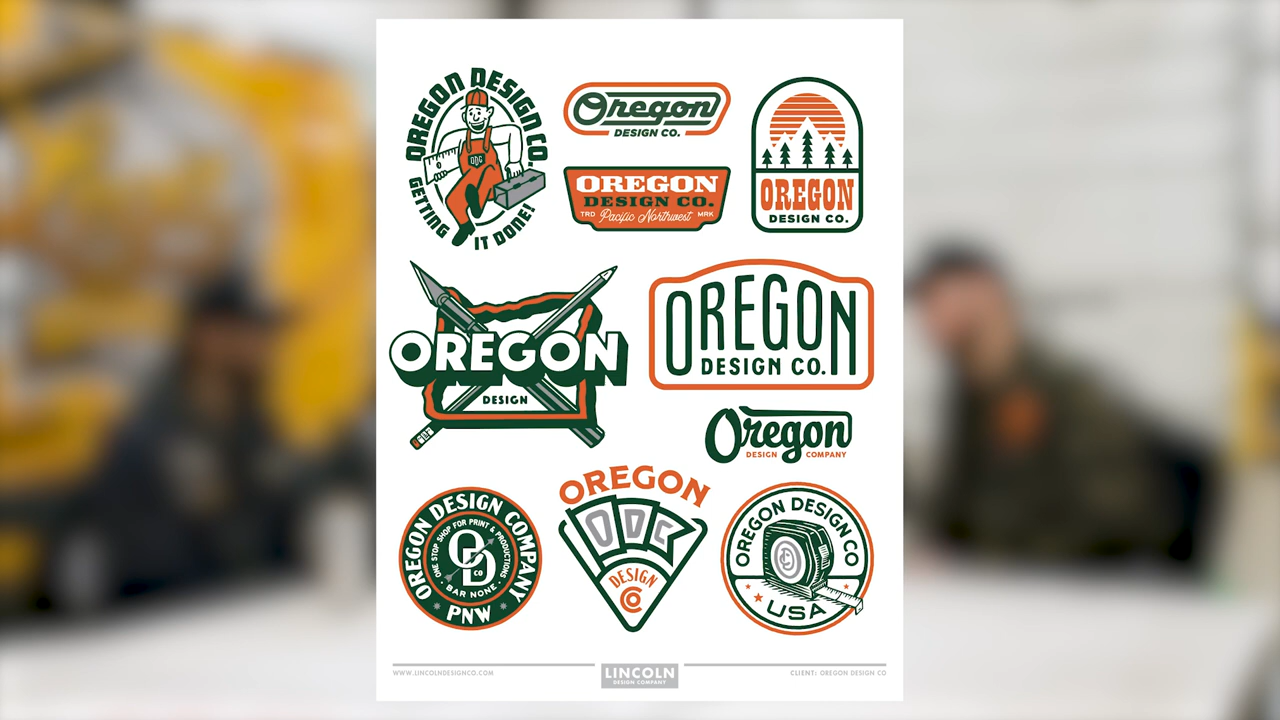 OREGON DESIGN CO.
GETTING IT DONE!
ODC
Oregon
DESIGN CO.
OREGON
DESIGN CO.
TRD Pacific Northwest MRK
OREGON
DESIGN CO.
OREGON
DESIGN
OREGON
DESIGN CO.
Oregon
DESIGN COMPANY
OREGON DESIGN COMPANY
ONE STOP SHOP FOR PRINT & PRODUCTIONS
OD
CO
· BAR NONE ·
PNW
OREGON
ODC
DESIGN
CO
OREGON DESIGN CO
USA
WWW.LINCOLNDESIGNCO.COM
LINCOLN
DESIGN COMPANY
CLIENT: OREGON DESIGN CO